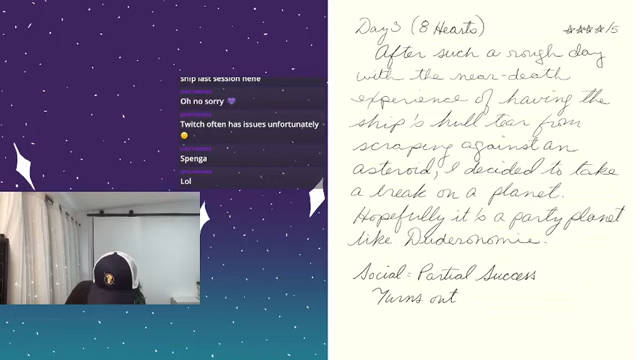 ship last session hehe
Oh no sorry 💜
Twitch often has issues unfortunately
😟
Spenga
Lol
Day 3 (8 Hearts) ☆☆☆☆/5
After such a rough day
with the near-death
experience of having the
ship's hull tear from
scraping against an
asteroid, I decided to take
a break on a planet.
Hopefully it's a party planet
like Duderonomie.
Social = Partial Success
Turns out